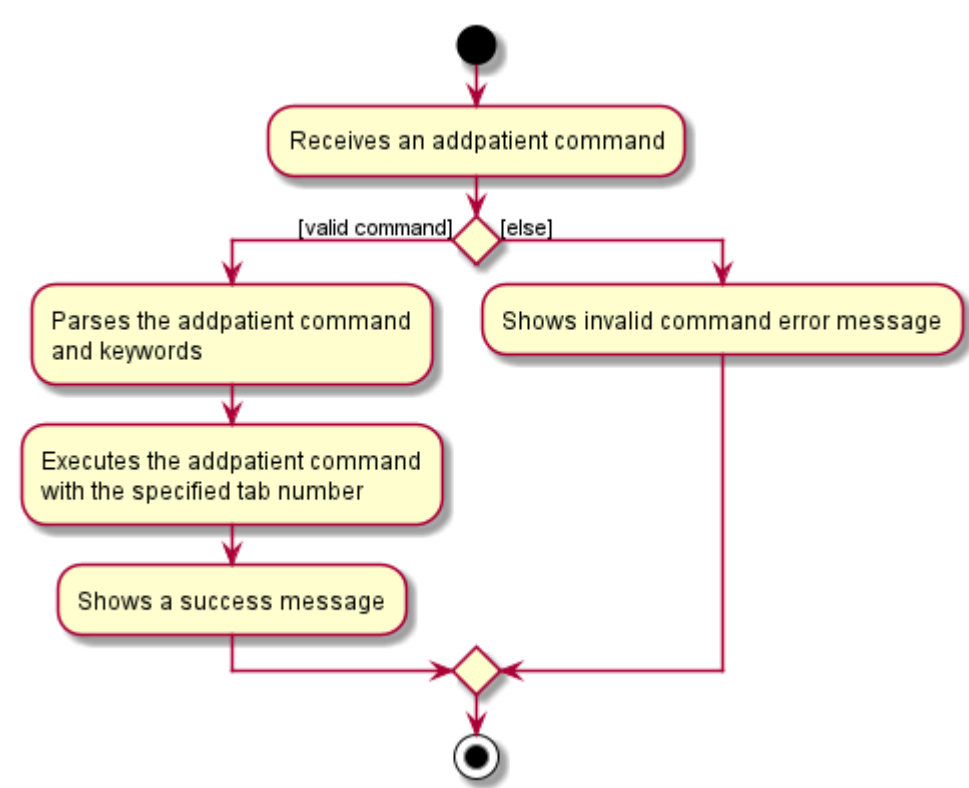 Receives an addpatient command
[valid command]
[else]
Parses the addpatient command
and keywords
Shows invalid command error message
Executes the addpatient command
with the specified tab number
Shows a success message